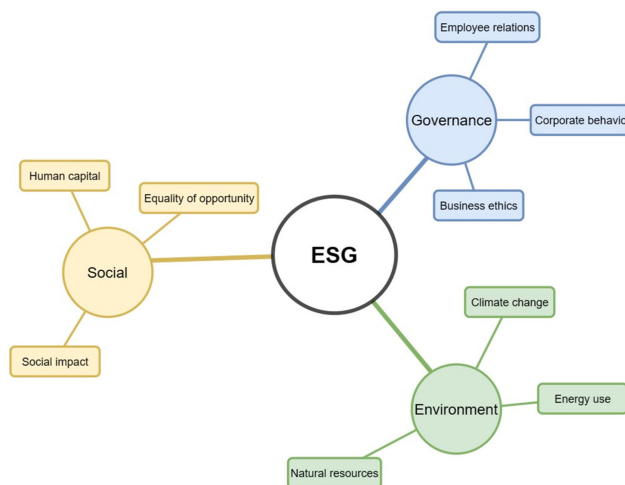 Employee relations
Governance
Corporate behavio
Business ethics
Human capital
Equality of opportunity
Social
Social impact
ESG
Climate change
Energy use
Environment
Natural resources